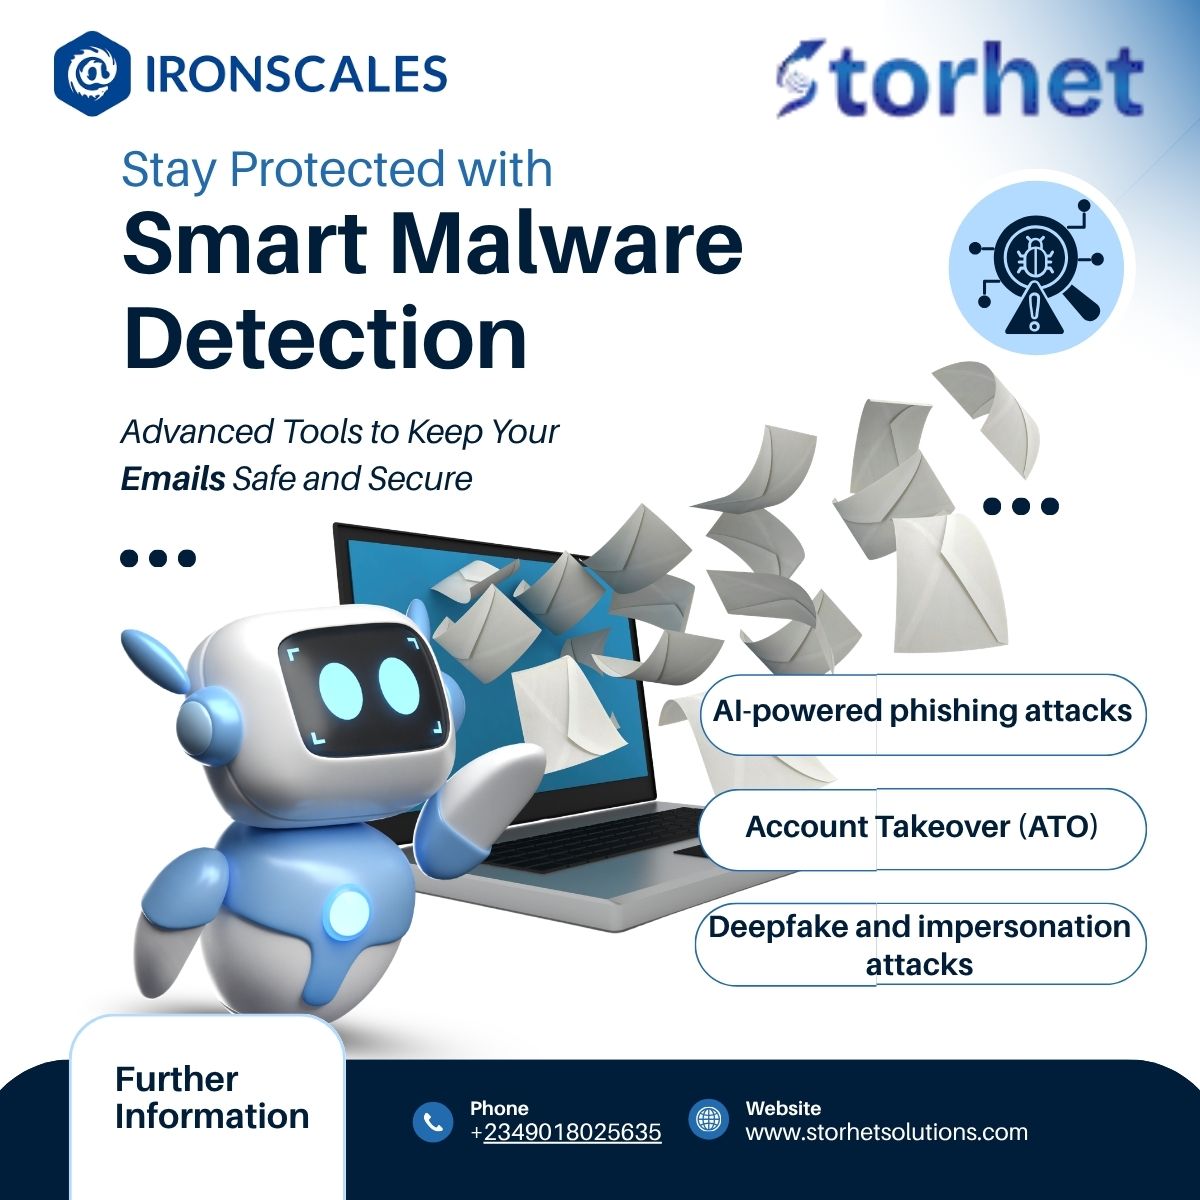 IRONSCALES
Storhet
Stay Protected with
Smart Malware
Detection
Advanced Tools to Keep Your
Emails Safe and Secure
AI-powered phishing attacks
Account Takeover (ATO)
Deepfake and impersonation
attacks
Further
Information
Phone
+2349018025635
Website
www.storhetsolutions.com